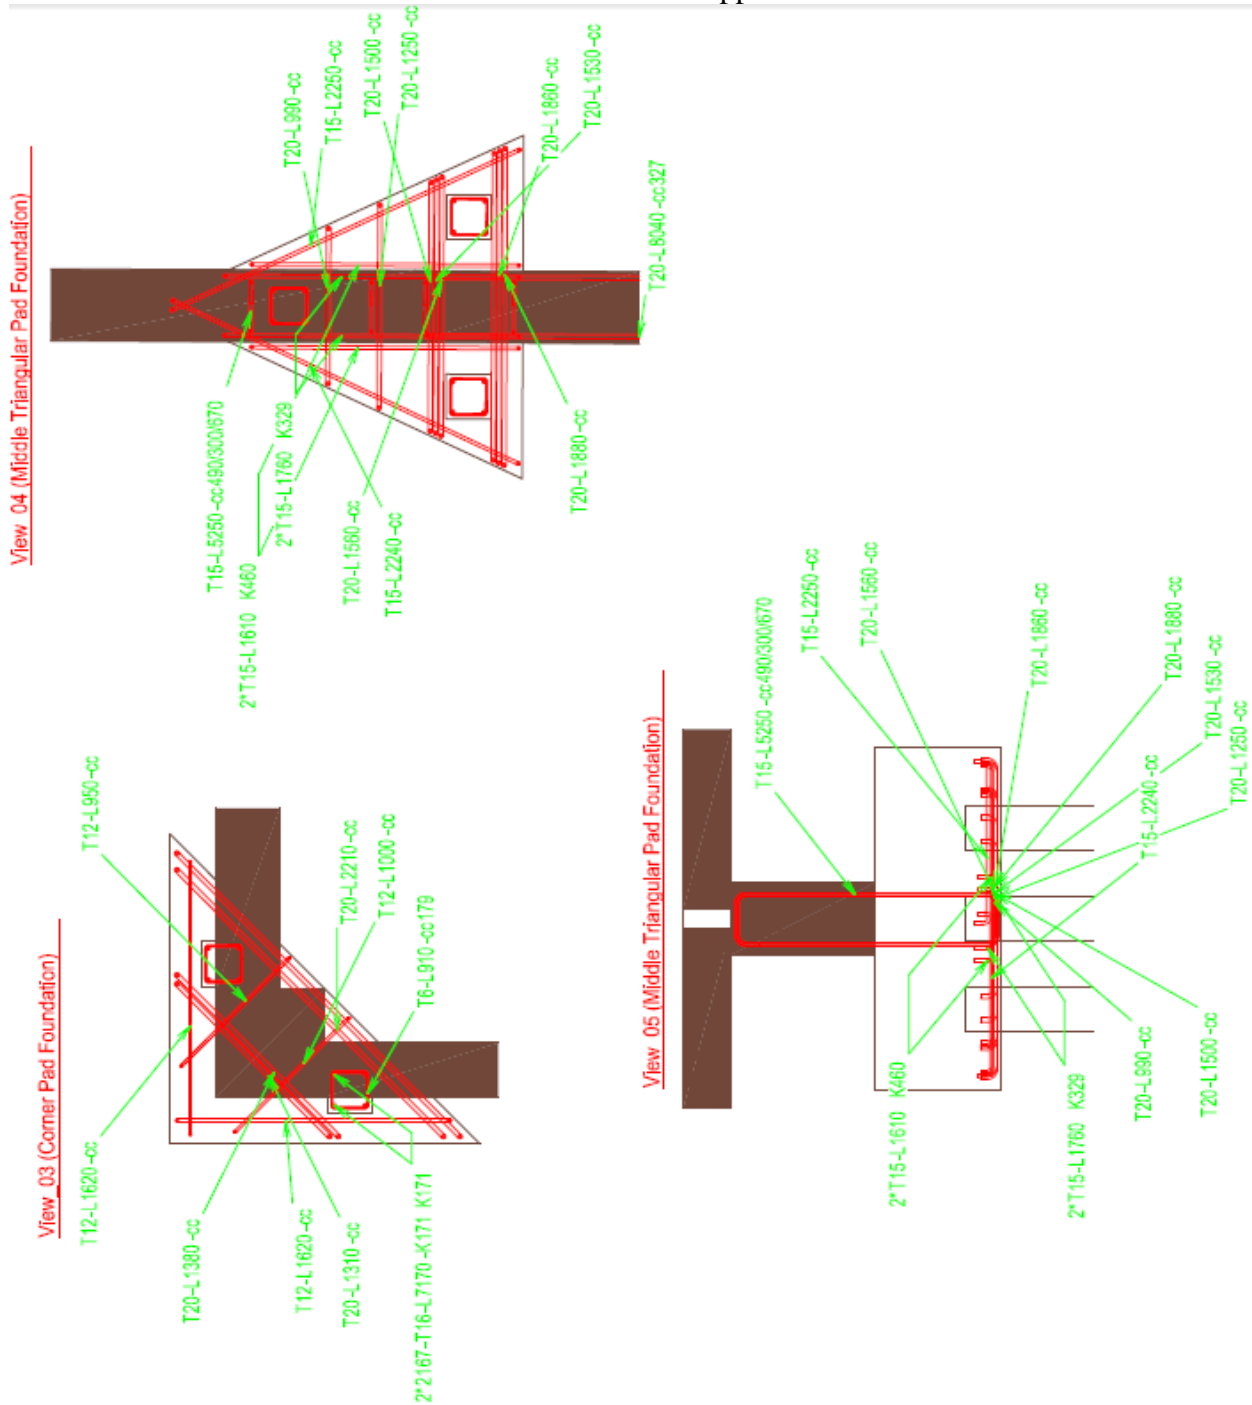 View 04 (Middle Triangular Pad Foundation)
T20-L990-cc
T15-L2250-cc
T20-L1500-cc
T20-L1250-cc
T20-L1860-cc
T20-L1530-cc
T20-L8040-cc327
T15-L5250-cc490/300/670
2*T15-L1610 K460
2*T15-L1760 K329
T20-L1560-cc
T15-L2240-cc
T20-L1880-cc
View 03 (Corner Pad Foundation)
T12-L950-cc
T12-L1620-cc
T20-L2210-cc
T12-L1000-cc
T6-L910-cc179
T20-L1380-cc
T12-L1620-cc
T20-L1310-cc
2*2167-T16-L7170-K171 K171
View 05 (Middle Triangular Pad Foundation)
T15-L5250-cc490/300/670
T15-L2250-cc
T20-L1560-cc
T20-L1860-cc
T20-L1880-cc
T20-L1530-cc
T20-L1250-cc
T15-L2240-cc
2*T15-L1610 K460
2*T15-L1760 K329
T20-L990-cc
T20-L1500-cc